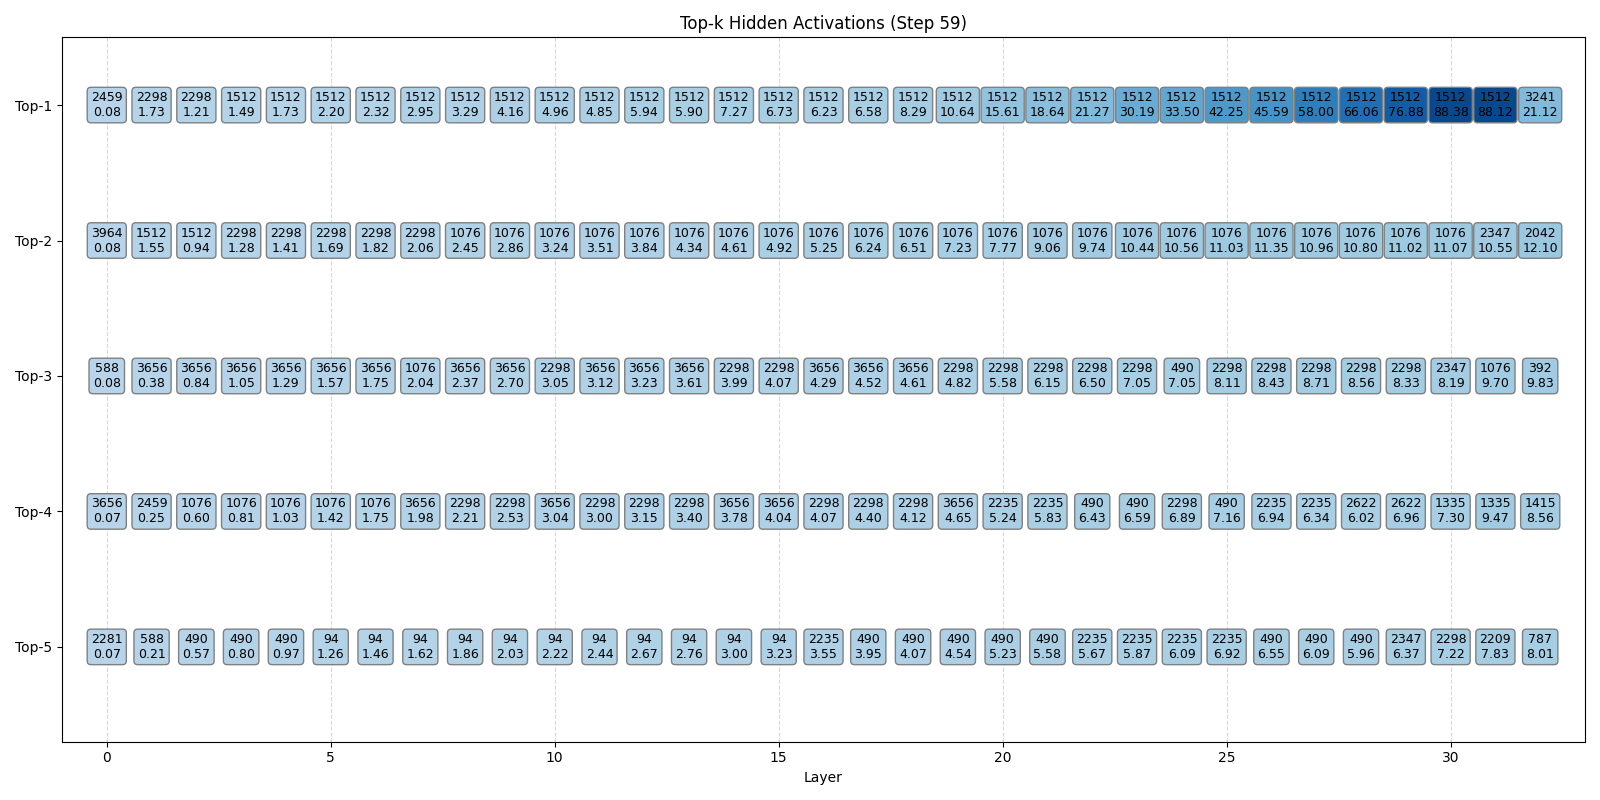 Top-k Hidden Activations (Step 59)
Top-1
2459 2298 2298 1512 1512 1512 1512 1512 1512 1512 1512 1512 1512 1512 1512 1512 1512 1512 1512 1512 1512 1512 1512 1512 1512 1512 1512 1512 1512 1512 1512 1512 3241
0.08 1.73 1.21 1.49 1.73 2.20 2.32 2.95 3.29 4.16 4.96 4.85 5.94 5.90 7.27 6.73 6.23 6.58 8.29 10.64 15.61 18.64 21.27 30.19 33.50 42.25 45.59 58.00 66.06 76.88 88.38 88.12 21.12
Top-2
3964 1512 1512 2298 2298 2298 2298 2298 1076 1076 1076 1076 1076 1076 1076 1076 1076 1076 1076 1076 1076 1076 1076 1076 1076 1076 1076 1076 1076 1076 1076 2347 2042
0.08 1.55 0.94 1.28 1.41 1.69 1.82 2.06 2.45 2.86 3.24 3.51 3.84 4.34 4.61 4.92 5.25 6.24 6.51 7.23 7.77 9.06 9.74 10.44 10.56 11.03 11.35 10.96 10.80 11.02 11.07 10.55 12.10
Top-3
588 3656 3656 3656 3656 3656 3656 1076 3656 3656 2298 3656 3656 3656 2298 2298 3656 3656 3656 2298 2298 2298 2298 2298 490 2298 2298 2298 2298 2298 2347 1076 392
0.08 0.38 0.84 1.05 1.29 1.57 1.75 2.04 2.37 2.70 3.05 3.12 3.23 3.61 3.99 4.07 4.29 4.52 4.61 4.82 5.58 6.15 6.50 7.05 7.05 8.11 8.43 8.71 8.56 8.33 8.19 9.70 9.83
Top-4
3656 2459 1076 1076 1076 1076 1076 3656 2298 2298 3656 2298 2298 2298 3656 3656 2298 2298 2298 3656 2235 2235 490 490 2298 490 2235 2235 2622 2622 1335 1335 1415
0.07 0.25 0.60 0.81 1.03 1.42 1.75 1.98 2.21 2.53 3.04 3.00 3.15 3.40 3.78 4.04 4.07 4.40 4.12 4.65 5.24 5.83 6.43 6.59 6.89 7.16 6.94 6.34 6.02 6.96 7.30 9.47 8.56
Top-5
2281 588 490 490 490 94 94 94 94 94 94 94 94 94 94 94 2235 490 490 490 490 490 2235 2235 2235 2235 490 490 490 2347 2298 2209 787
0.07 0.21 0.57 0.80 0.97 1.26 1.46 1.62 1.86 2.03 2.22 2.44 2.67 2.76 3.00 3.23 3.55 3.95 4.07 4.54 5.23 5.58 5.67 5.87 6.09 6.92 6.55 6.09 5.96 6.37 7.22 7.83 8.01
0 5 10 15 20 25 30
Layer